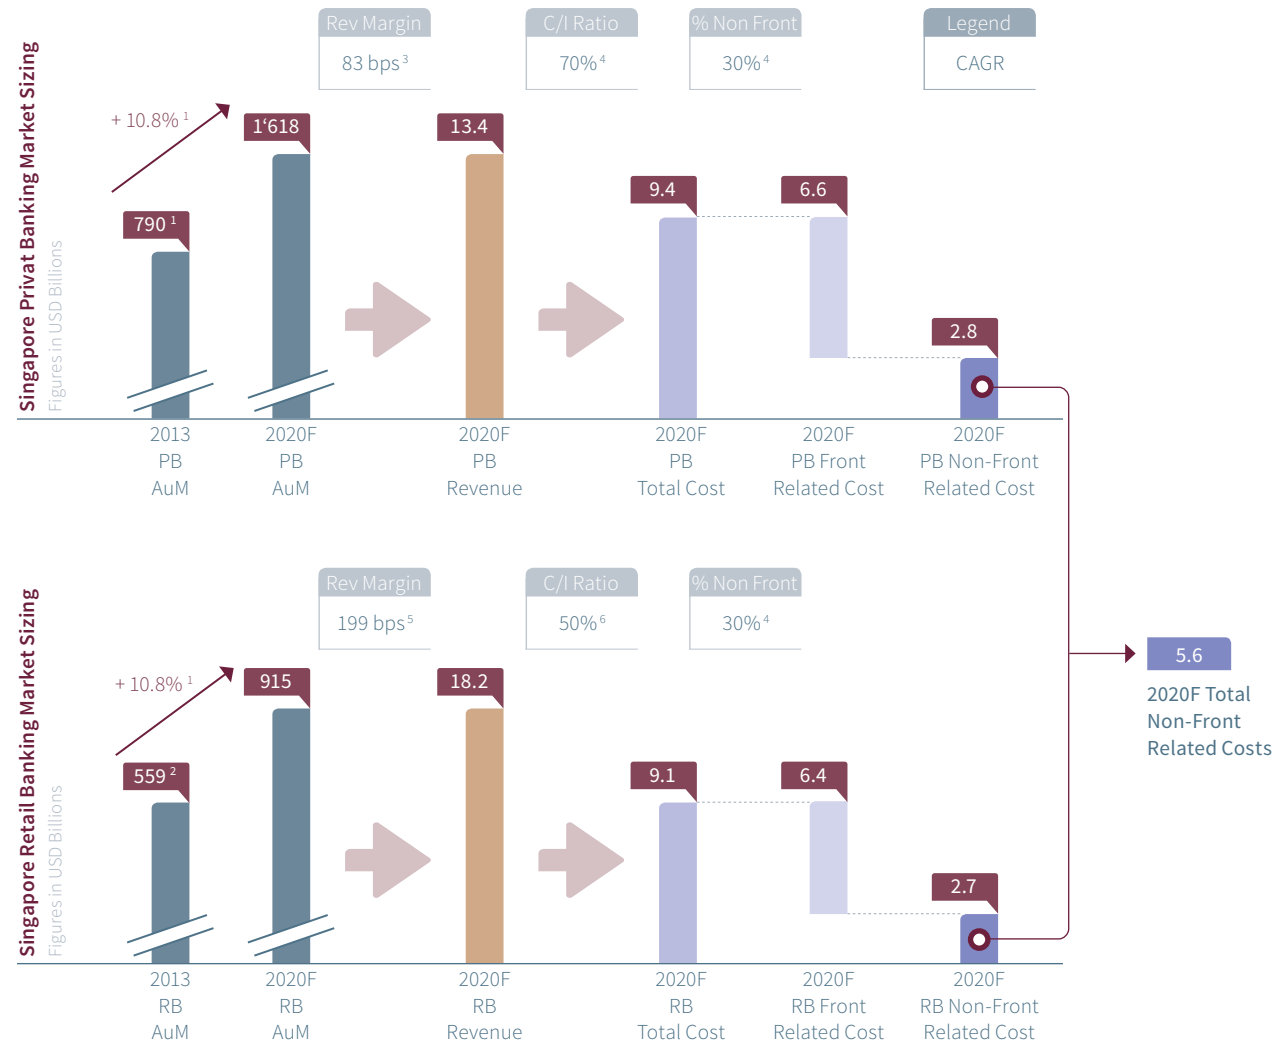 Singapore Privat Banking Market Sizing
Figures in USD Billions
Rev Margin
83 bps 3
C/I Ratio
70% 4
% Non Front
30% 4
Legend
CAGR
+ 10.8% 1
790 1
1‘618
13.4
9.4
6.6
2.8
2013
PB
AuM
2020F
PB
AuM
2020F
PB
Revenue
2020F
PB
Total Cost
2020F
PB Front
Related Cost
2020F
PB Non-Front
Related Cost
Singapore Retail Banking Market Sizing
Figures in USD Billions
Rev Margin
199 bps 5
C/I Ratio
50% 6
% Non Front
30% 4
+ 10.8% 1
559 2
915
18.2
9.1
6.4
2.7
2013
RB
AuM
2020F
RB
AuM
2020F
RB
Revenue
2020F
RB
Total Cost
2020F
RB Front
Related Cost
2020F
RB Non-Front
Related Cost
5.6
2020F Total
Non-Front
Related Costs